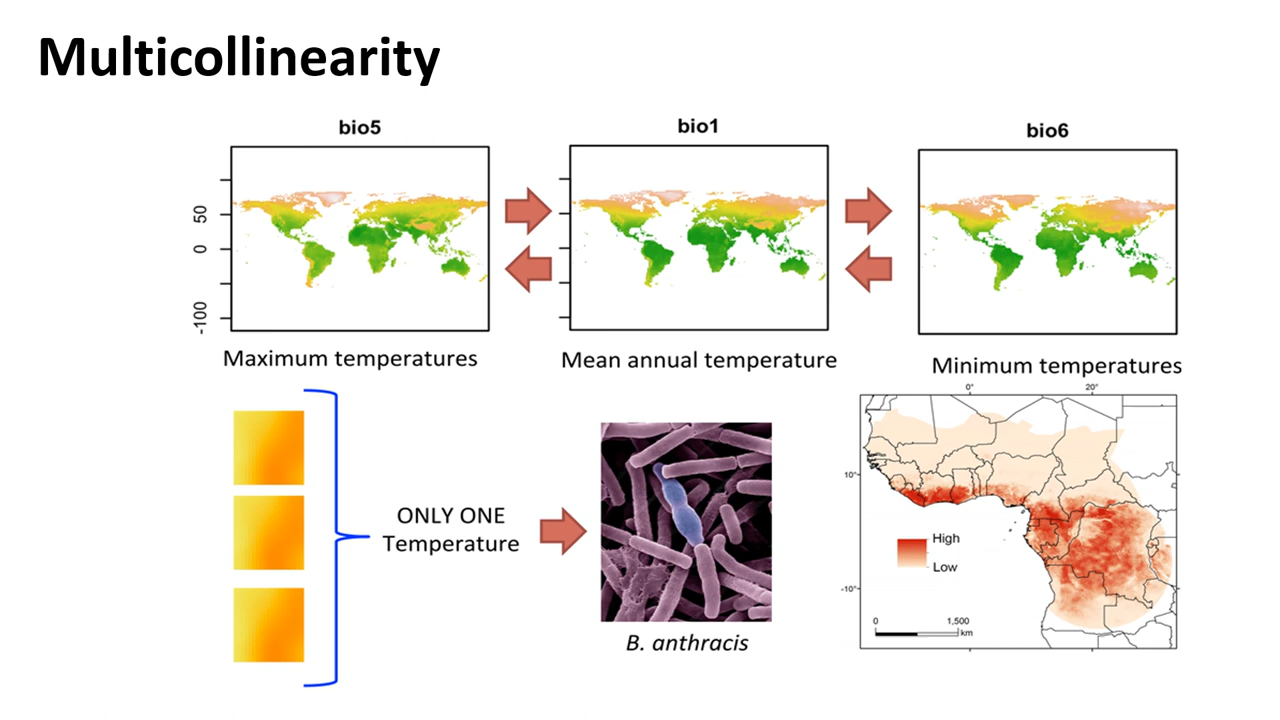 Multicollinearity
bio5
bio1
bio6
50
0
-100
Maximum temperatures
Mean annual temperature
Minimum temperatures
0°
20°
10°
-10°
High
Low
0
1,500
km
ONLY ONE
Temperature
B. anthracis